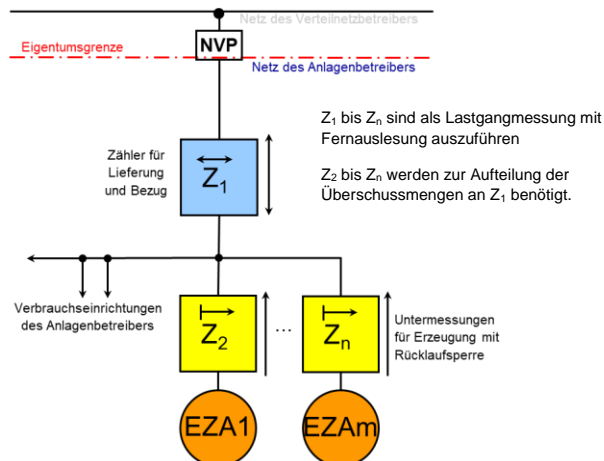 Netz des Verteilnetzbetreibers
NVP
Eigentumsgrenze
Netz des Anlagenbetreibers
Z1 bis Zn sind als Lastgangmessung mit
Fernauslesung auszuführen
Zähler für
Lieferung
und Bezug
Z1
Z2 bis Zn werden zur Aufteilung der
Überschussmengen an Z1 benötigt.
Verbrauchseinrichtungen
des Anlagenbetreibers
Z2
...
Zn
Untermessungen
für Erzeugung mit
Rücklaufsperre
EZA1
EZAm